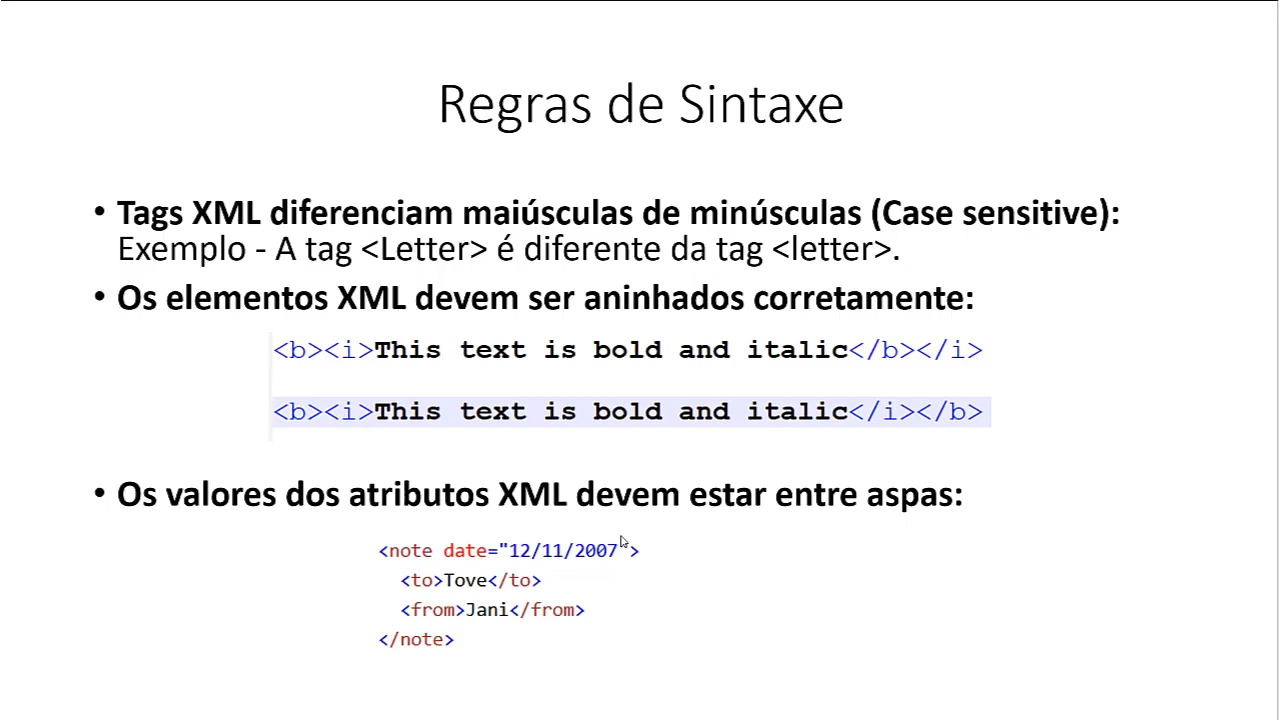 Regras de Sintaxe
• Tags XML diferenciam maiúsculas de minúsculas (Case sensitive):
Exemplo - A tag <Letter> é diferente da tag <letter>.
• Os elementos XML devem ser aninhados corretamente:
<b><i>This text is bold and italic</b></i>
<b><i>This text is bold and italic</i></b>
• Os valores dos atributos XML devem estar entre aspas:
<note date="12/11/2007">
<to>Tove</to>
<from>Jani</from>
</note>